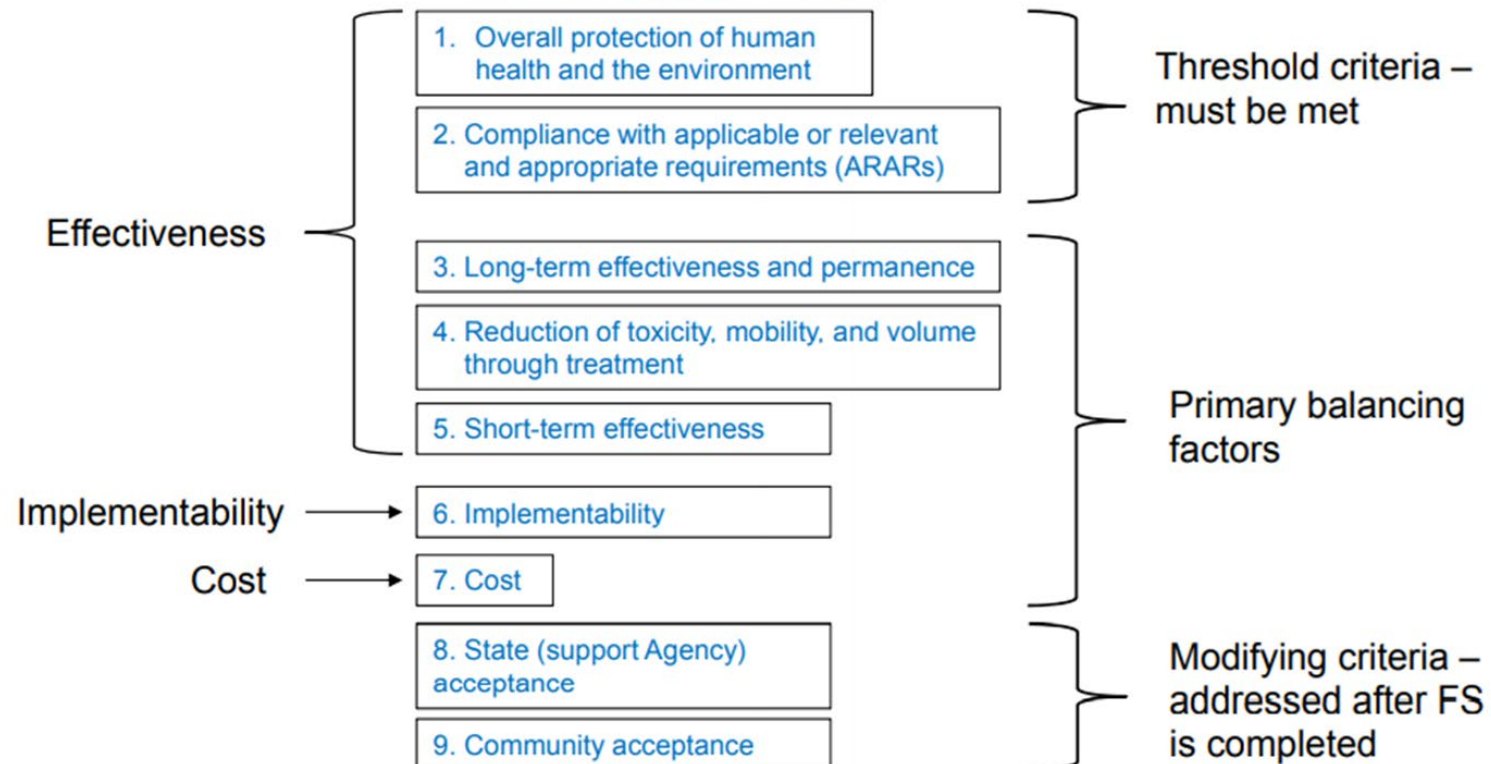 1. Overall protection of human
health and the environment
Threshold criteria –
must be met
2. Compliance with applicable or relevant
and appropriate requirements (ARARs)
Effectiveness
3. Long-term effectiveness and permanence
4. Reduction of toxicity, mobility, and volume
through treatment
Primary balancing
factors
5. Short-term effectiveness
Implementability
6. Implementability
Cost
7. Cost
8. State (support Agency)
acceptance
Modifying criteria –
addressed after FS
is completed
9. Community acceptance